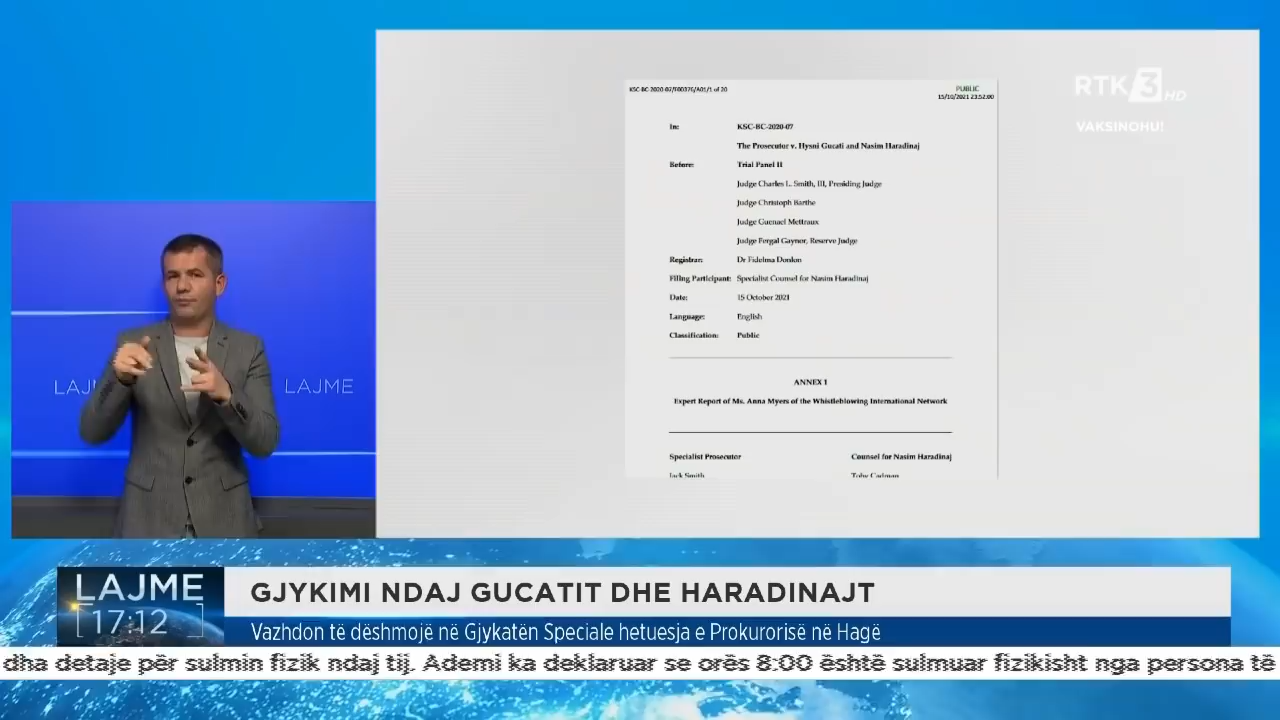 KSC-BC-2020-07/F00376/A01/1 of 20
PUBLIC
15/10/2021 23:52:00
RTK 3 HD
VAKSINOHU!
In: KSC-BC-2020-07
The Prosecutor v. Hysni Gucati and Nasim Haradinaj
Before: Trial Panel II
Judge Charles L. Smith, III, Presiding Judge
Judge Christoph Barthe
Judge Guenael Mettraux
Judge Fergal Gaynor, Reserve Judge
Registrar: Dr Fidelma Donlon
Filing Participant: Specialist Counsel for Nasim Haradinaj
Date: 15 October 2021
Language: English
Classification: Public
ANNEX 1
Expert Report of Ms. Anna Myers of the Whistleblowing International Network
Specialist Prosecutor Counsel for Nasim Haradinaj
Jack Smith Toby Cadman
LAJ
LAJME
LAJME
17:12
GJYKIMI NDAJ GUCATIT DHE HARADINAJT
Vazhdon të dëshmojë në Gjykatën Speciale hetuesja e Prokurorisë në Hagë
dha detaje për sulmin fizik ndaj tij. Ademi ka deklaruar se orës 8:00 është sulmuar fizikisht nga persona të